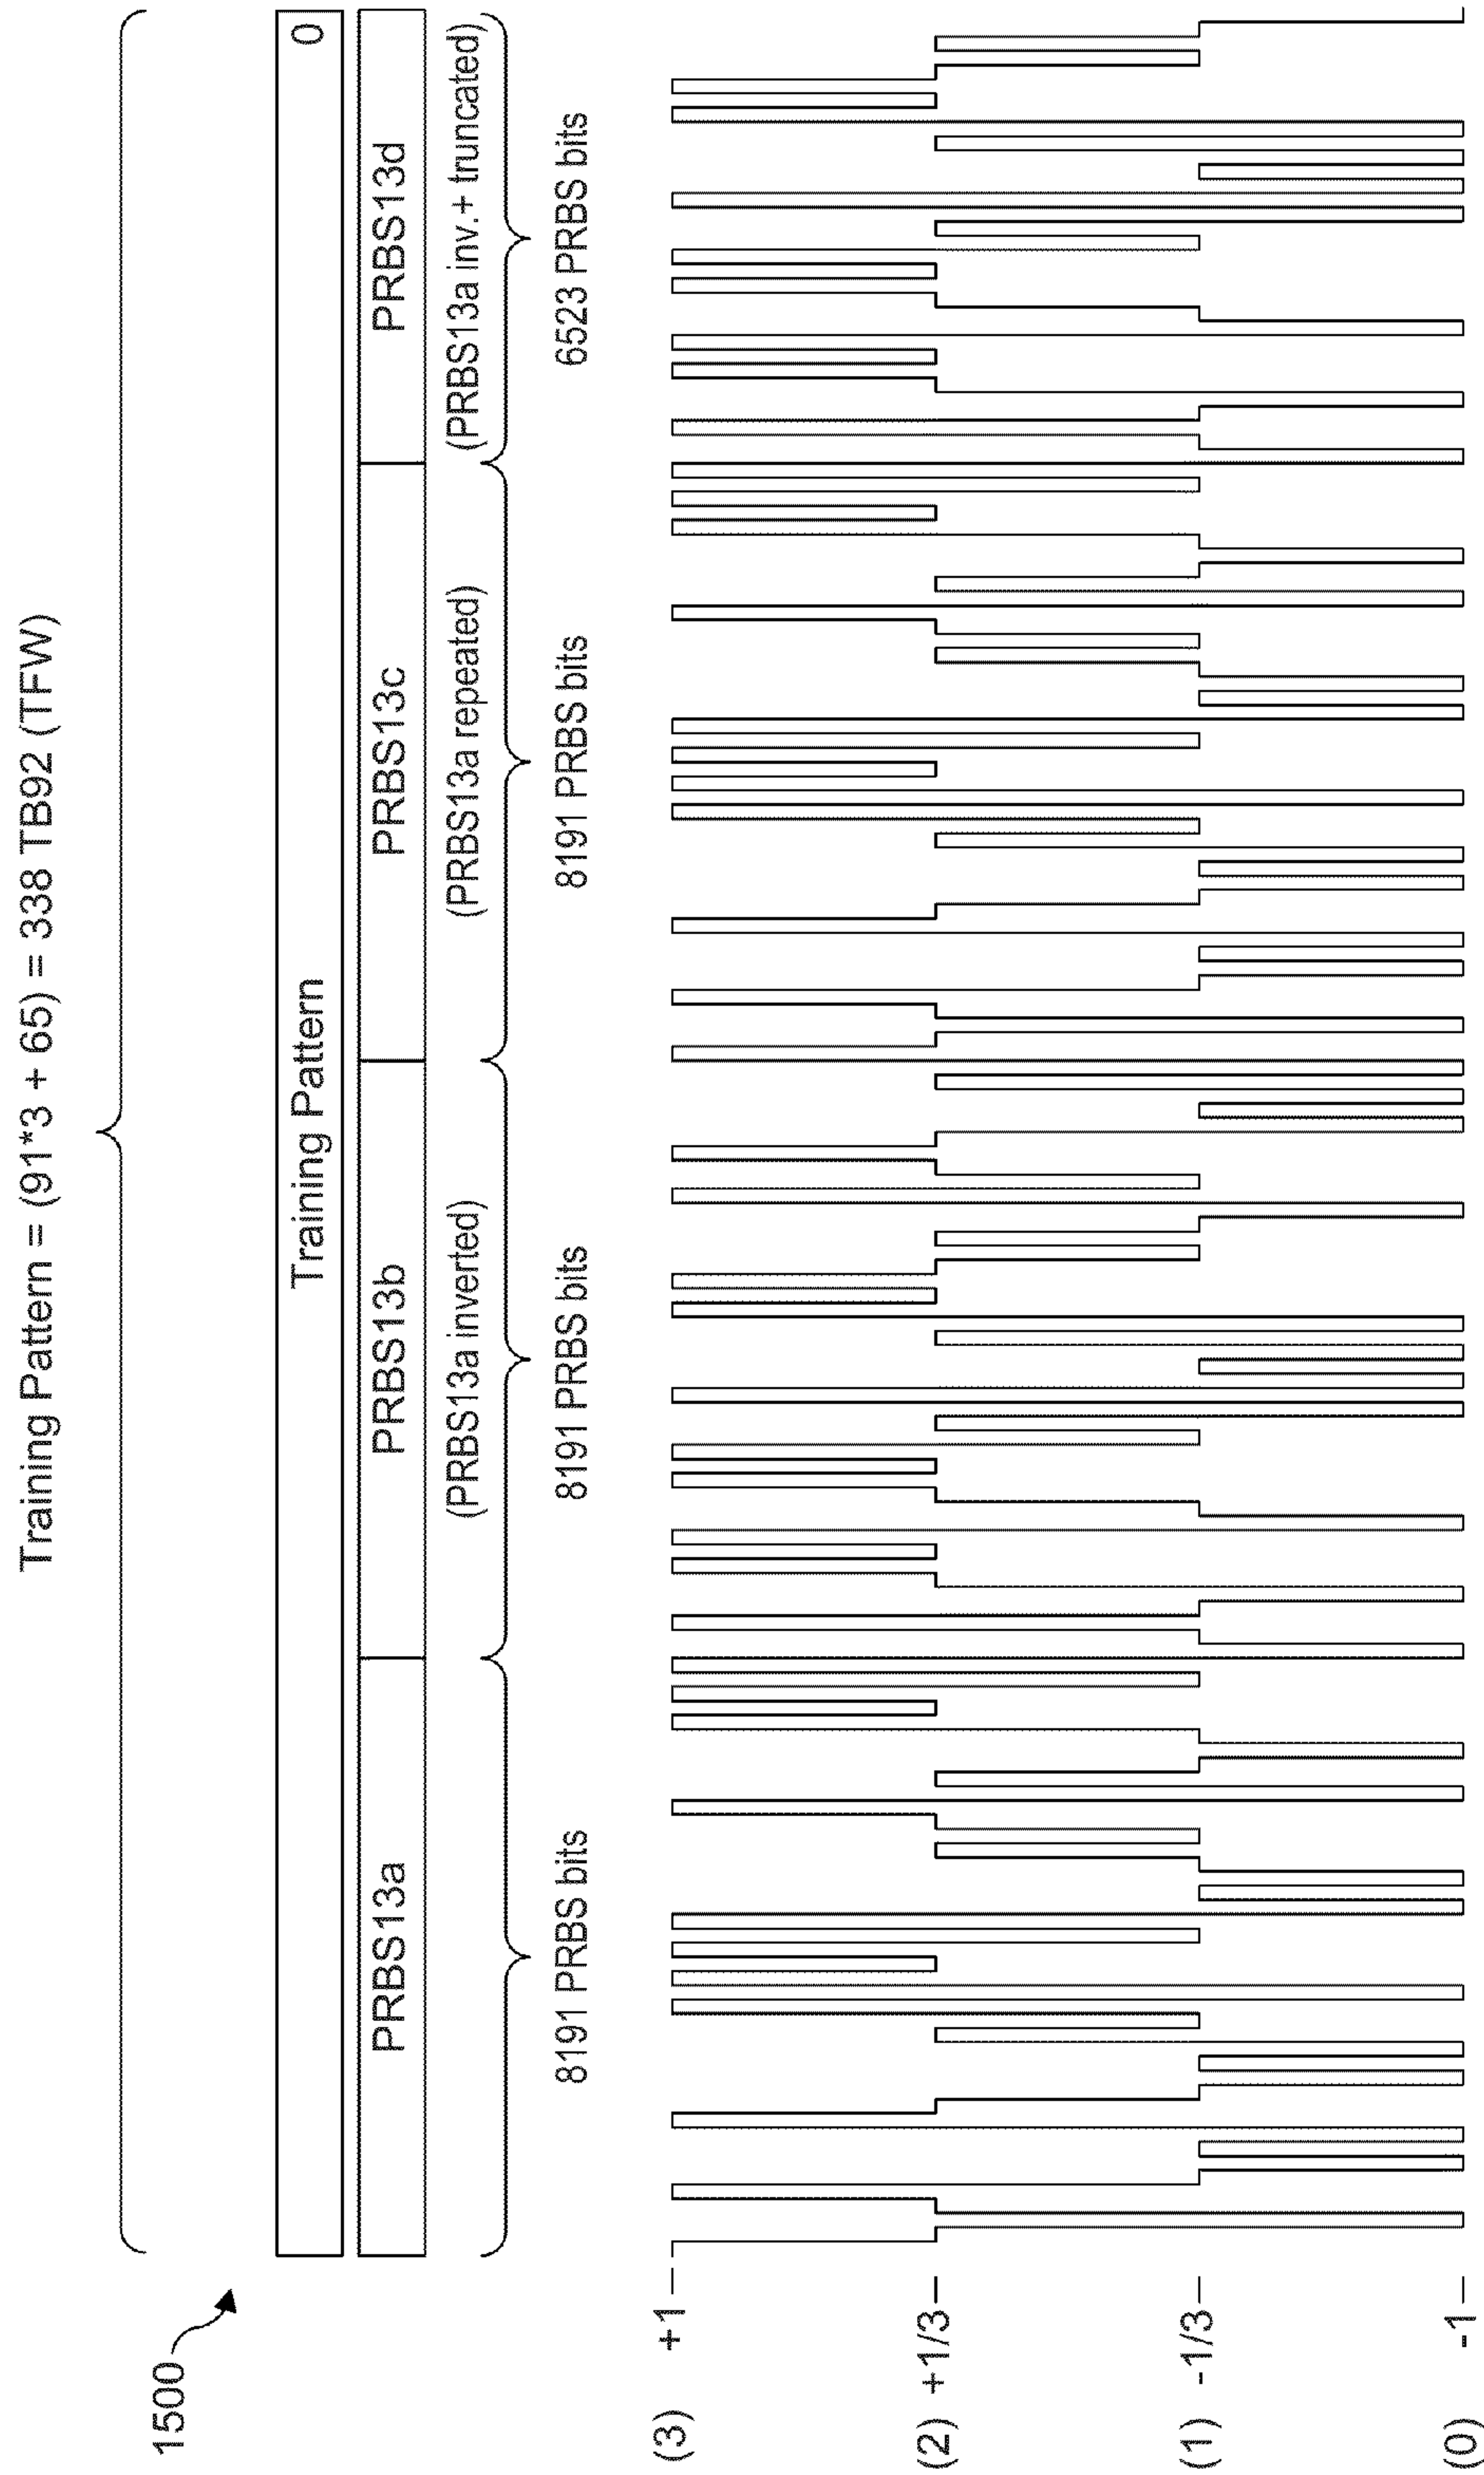 1500
Training Pattern = (91*3 + 65) = 338 TB92 (TFW)
Training Pattern 0
PRBS13a PRBS13b PRBS13c PRBS13d
(PRBS13a inverted) (PRBS13a repeated) (PRBS13a inv.+ truncated)
8191 PRBS bits 8191 PRBS bits 8191 PRBS bits 6523 PRBS bits
(3) +1
(2) +1/3
(1) -1/3
(0) -1